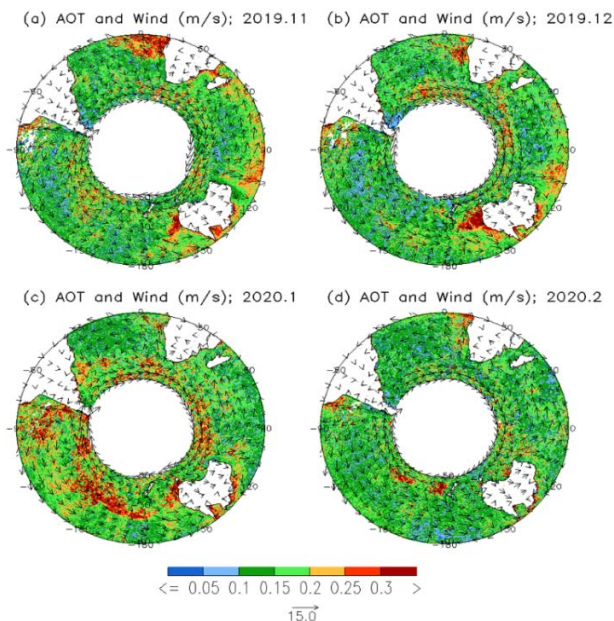 (a) AOT and Wind (m/s); 2019.11
(b) AOT and Wind (m/s); 2019.12
(c) AOT and Wind (m/s); 2020.1
(d) AOT and Wind (m/s); 2020.2
<= 0.05 0.1 0.15 0.2 0.25 0.3 >
15.0